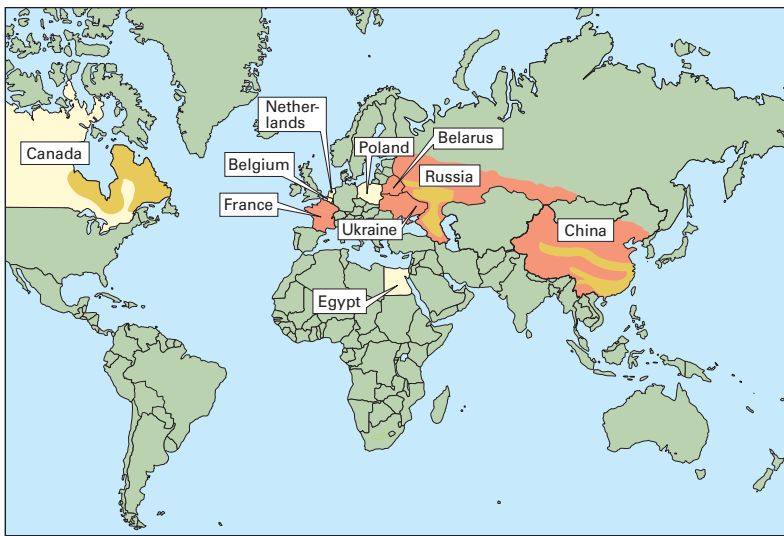 Nether-
lands
Canada
Belgium
Poland
Belarus
Russia
France
Ukraine
China
Egypt